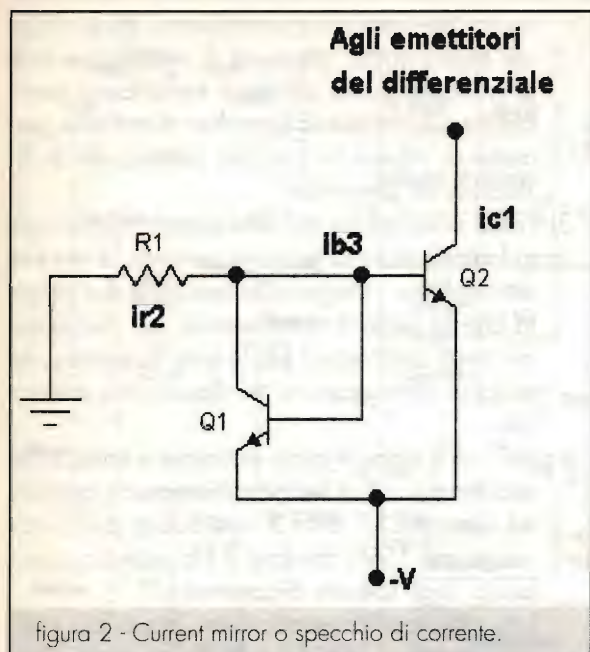 Agli emettitori
del differenziale
R1
ib3
ic1
Q2
ir2
Q1
-V
figura 2 - Current mirror o specchio di corrente.